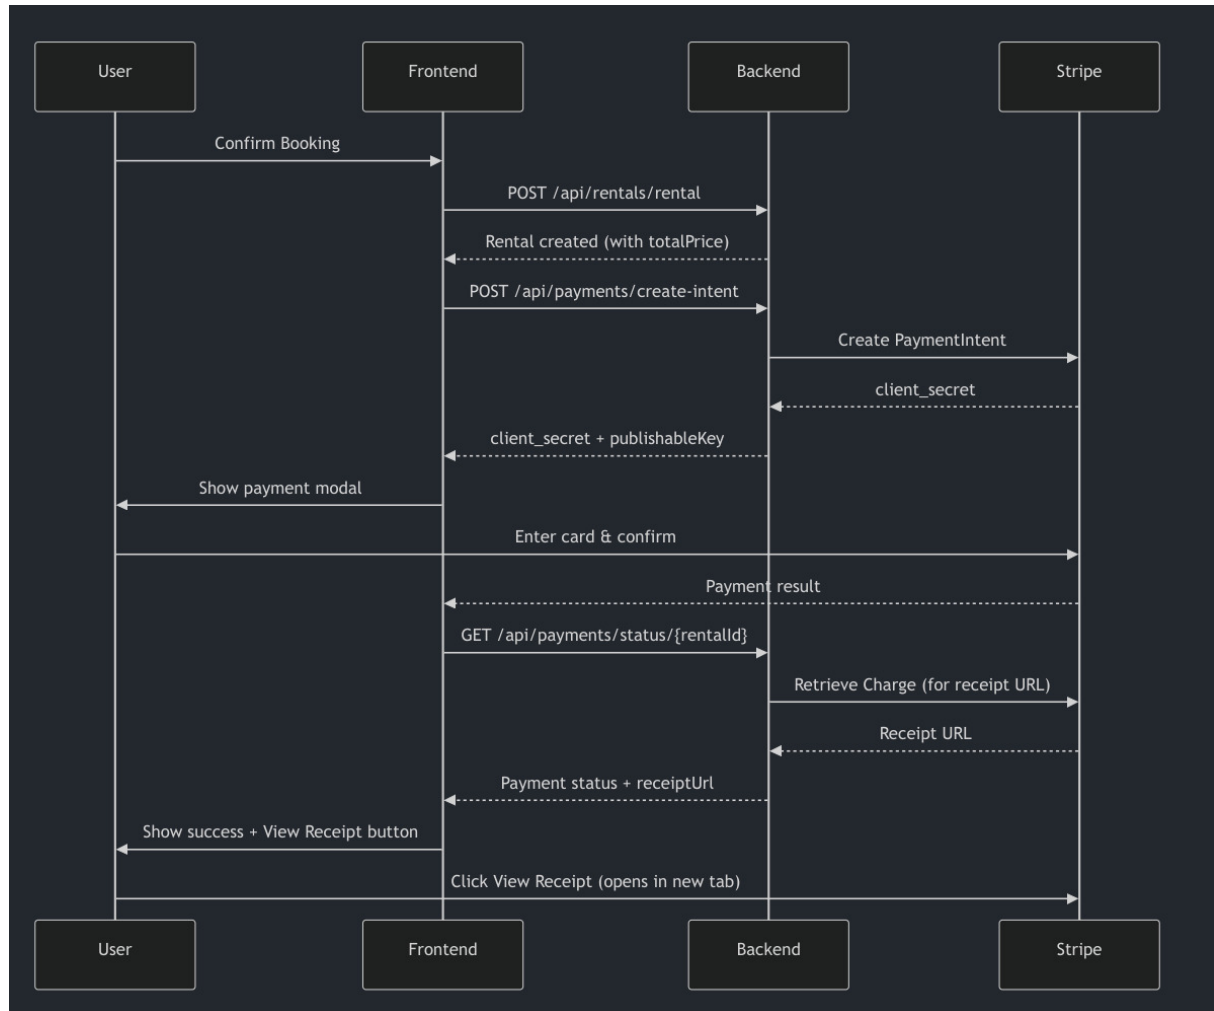 User
Frontend
Backend
Stripe
Confirm Booking
POST /api/rentals/rental
Rental created (with totalPrice)
POST /api/payments/create-intent
Create PaymentIntent
client_secret
client_secret + publishableKey
Show payment modal
Enter card & confirm
Payment result
GET /api/payments/status/{rentalId}
Retrieve Charge (for receipt URL)
Receipt URL
Payment status + receiptUrl
Show success + View Receipt button
Click View Receipt (opens in new tab)
User
Frontend
Backend
Stripe